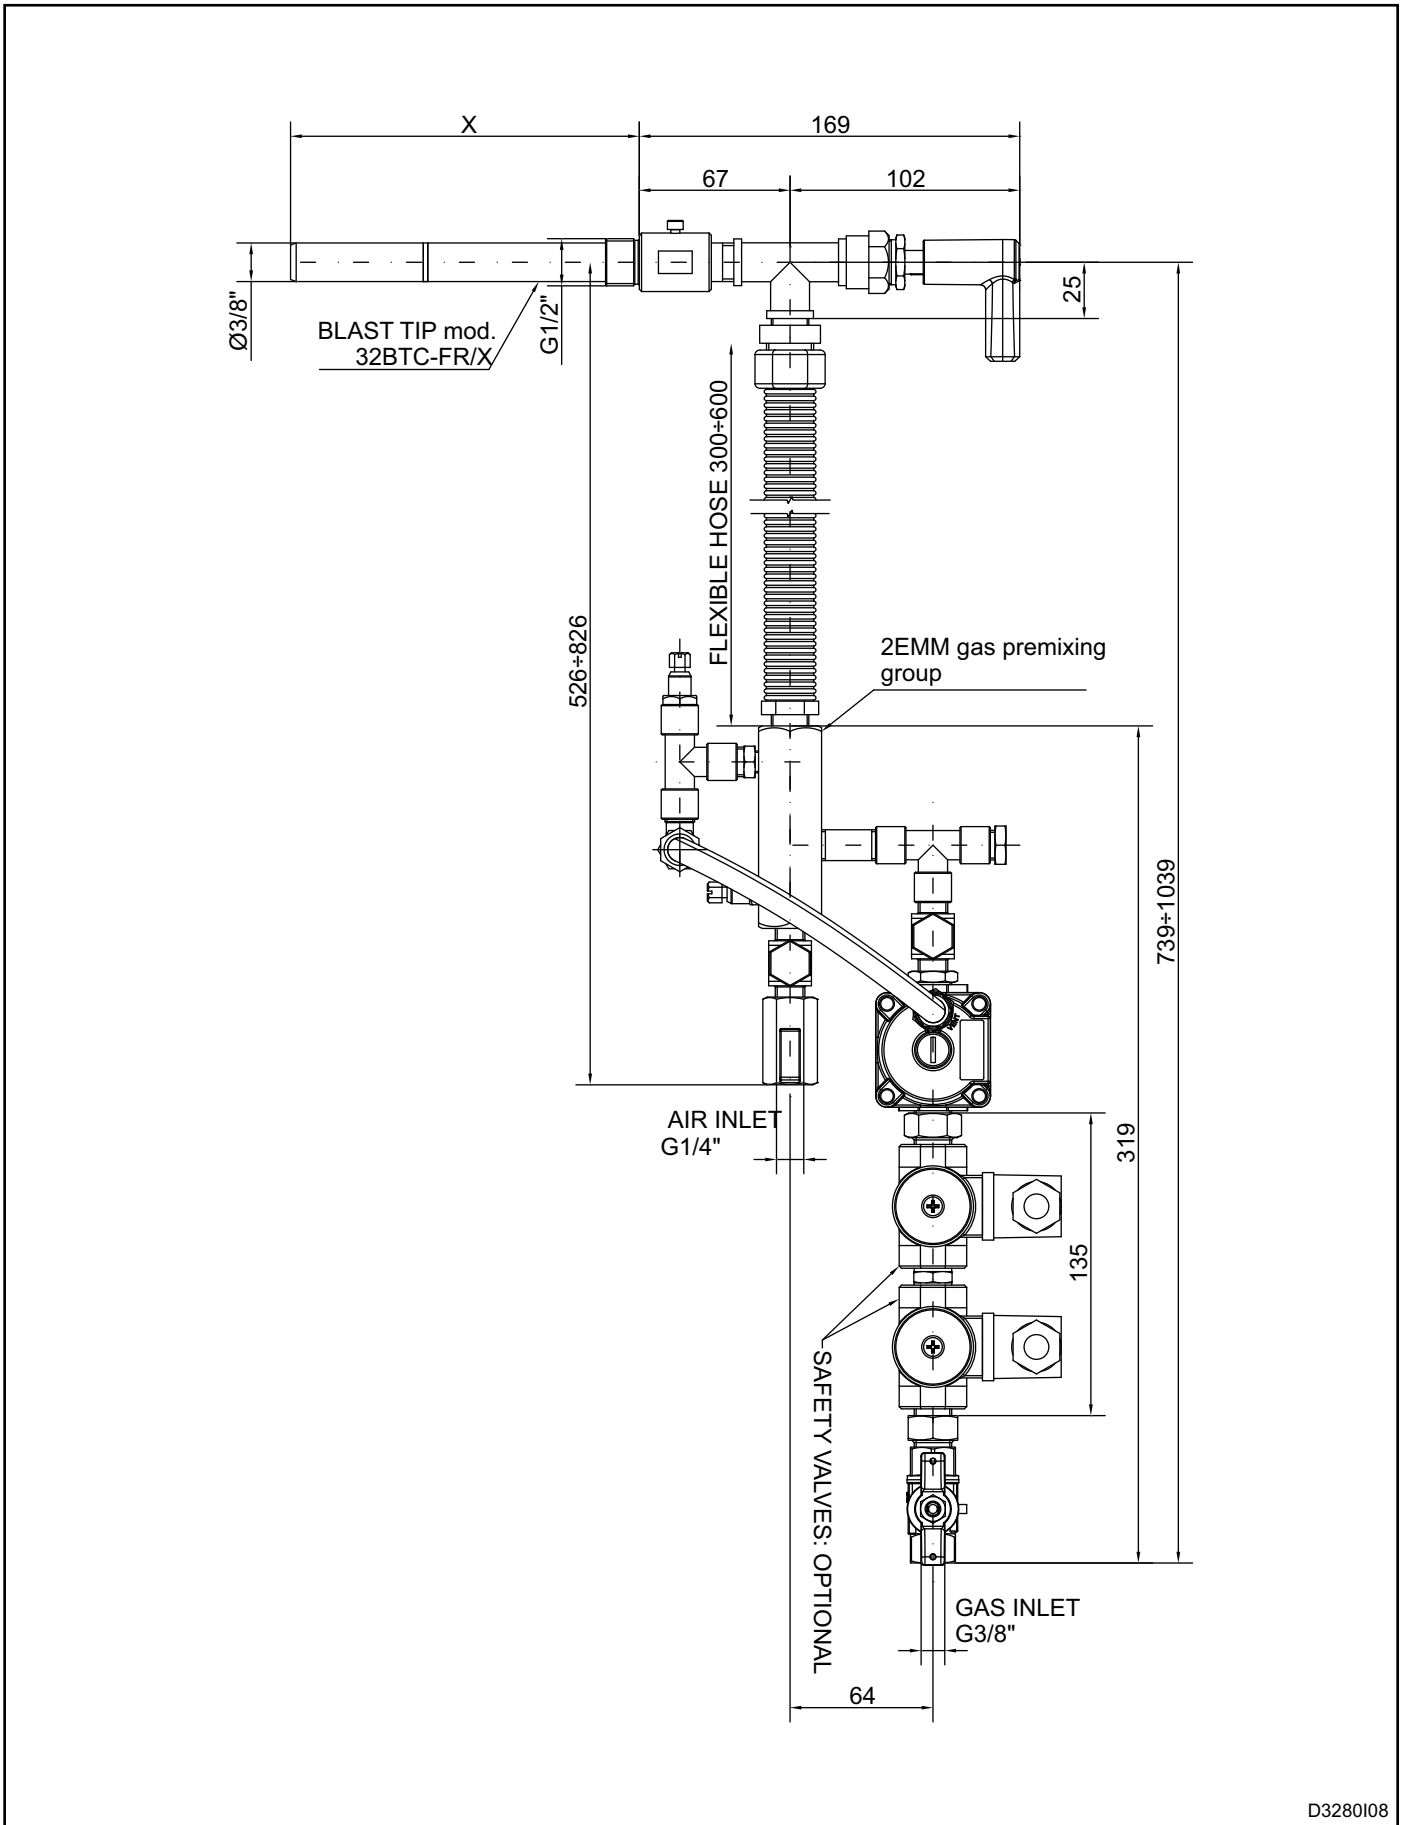 X
169
67
102
Ø3/8"
BLAST TIP mod.
32BTC-FR/X
G1/2"
25
FLEXIBLE HOSE 300÷600
526÷826
2EMM gas premixing
group
739÷1039
VENT
AIR INLET
G1/4"
319
135
SAFETY VALVES: OPTIONAL
GAS INLET
G3/8"
64
D3280I08